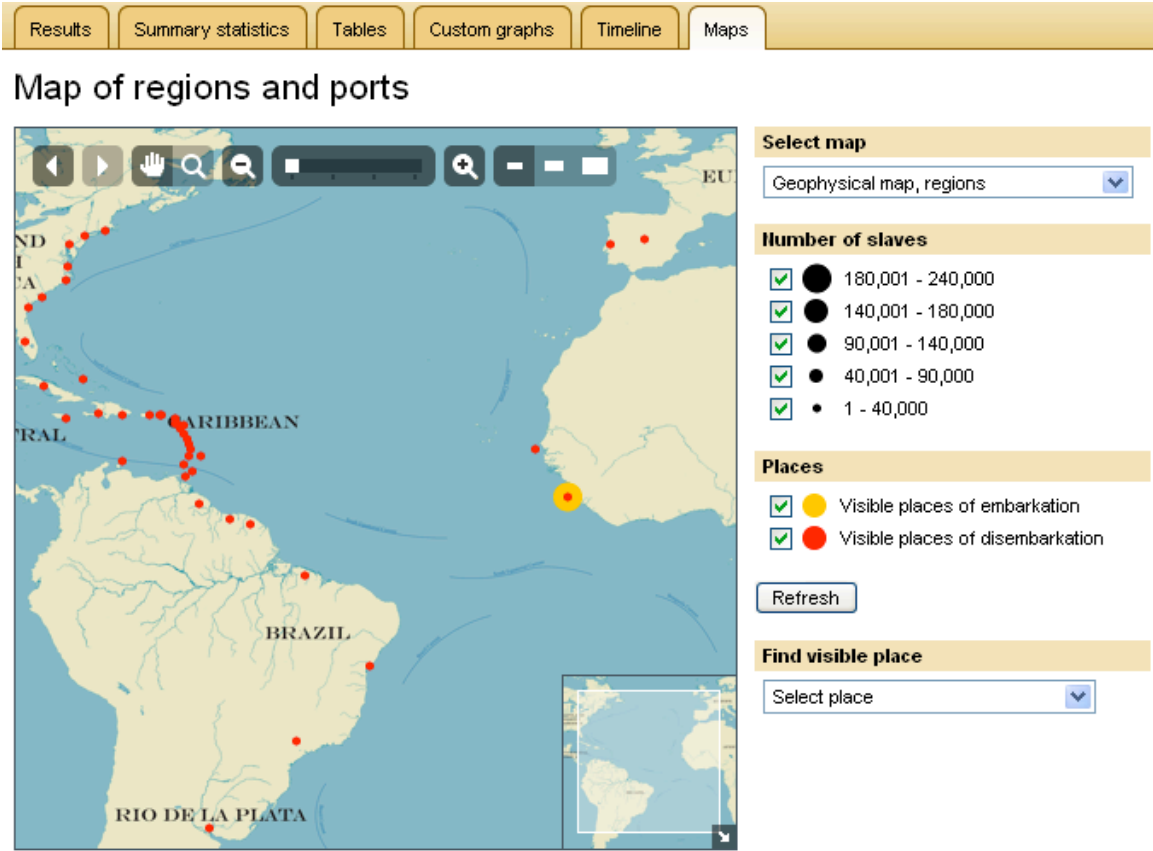 Results Summary statistics Tables Custom graphs Timeline Maps
Map of regions and ports
Select map
Geophysical map, regions
Number of slaves
180,001 - 240,000
140,001 - 180,000
90,001 - 140,000
40,001 - 90,000
1 - 40,000
Places
Visible places of embarkation
Visible places of disembarkation
Refresh
Find visible place
Select place
EU
ND
I
CA
CARIBBEAN
TRAL
BRAZIL
RIO DE LA PLATA